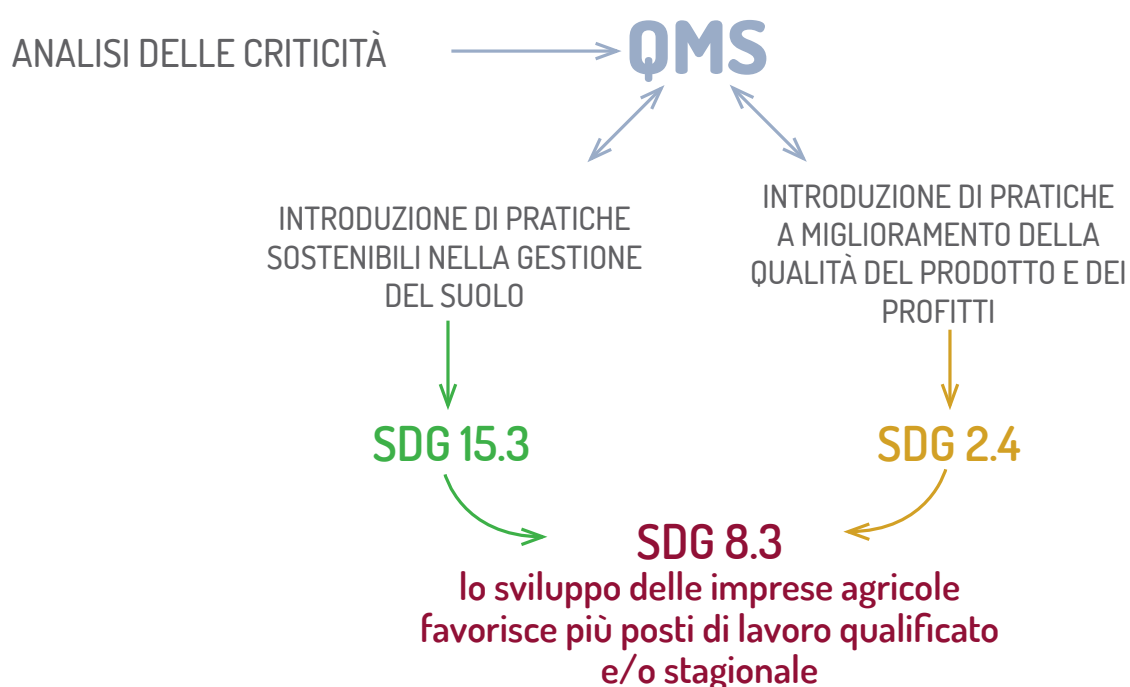 ANALISI DELLE CRITICITÀ
QMS
INTRODUZIONE DI PRATICHE
SOSTENIBILI NELLA GESTIONE
DEL SUOLO
INTRODUZIONE DI PRATICHE
A MIGLIORAMENTO DELLA
QUALITÀ DEL PRODOTTO E DEI
PROFITTI
SDG 15.3
SDG 2.4
SDG 8.3
lo sviluppo delle imprese agricole
favorisce più posti di lavoro qualificato
e/o stagionale